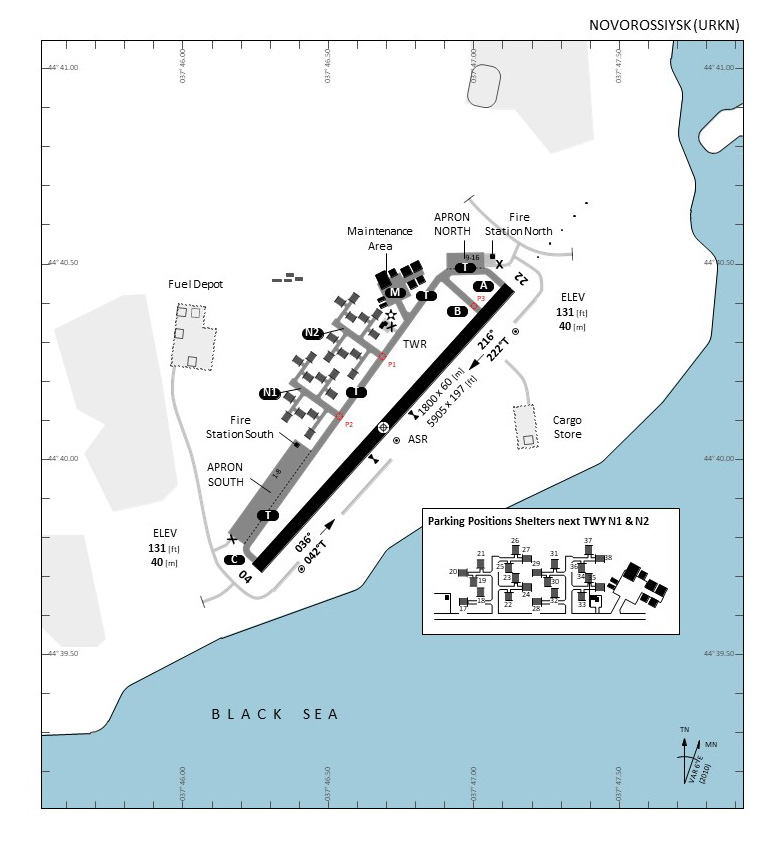 NOVOROSSIYSK (URKN)
037° 46.00
037° 46.50
037° 47.00
037° 47.50
44° 41.00
44° 41.00
Maintenance
Area
APRON
NORTH
Fire
Station North
9-16
T
X
22
44° 40.50
44° 40.50
Fuel Depot
M
T
A
P3
B
ELEV
131 [ft]
40 [m]
N2
TWR
216°
222°T
P1
1800 x 60 [m]
5905 x 197 [ft]
N1
T
P2
Fire
Station South
Cargo
Store
ASR
44° 40.00
44° 40.00
APRON
SOUTH
1-8
T
ELEV
131 [ft]
40 [m]
X
C
04
036°
042°T
Parking Positions Shelters next TWY N1 & N2
26
37
21
27
31
38
25
29
36
20
19
23
30
34
35
24
18
22
32
33
17
28
44° 39.50
44° 39.50
BLACK SEA
TN
MN
VAR 6°E
(2010)
037° 46.00
037° 46.50
037° 47.00
037° 47.50